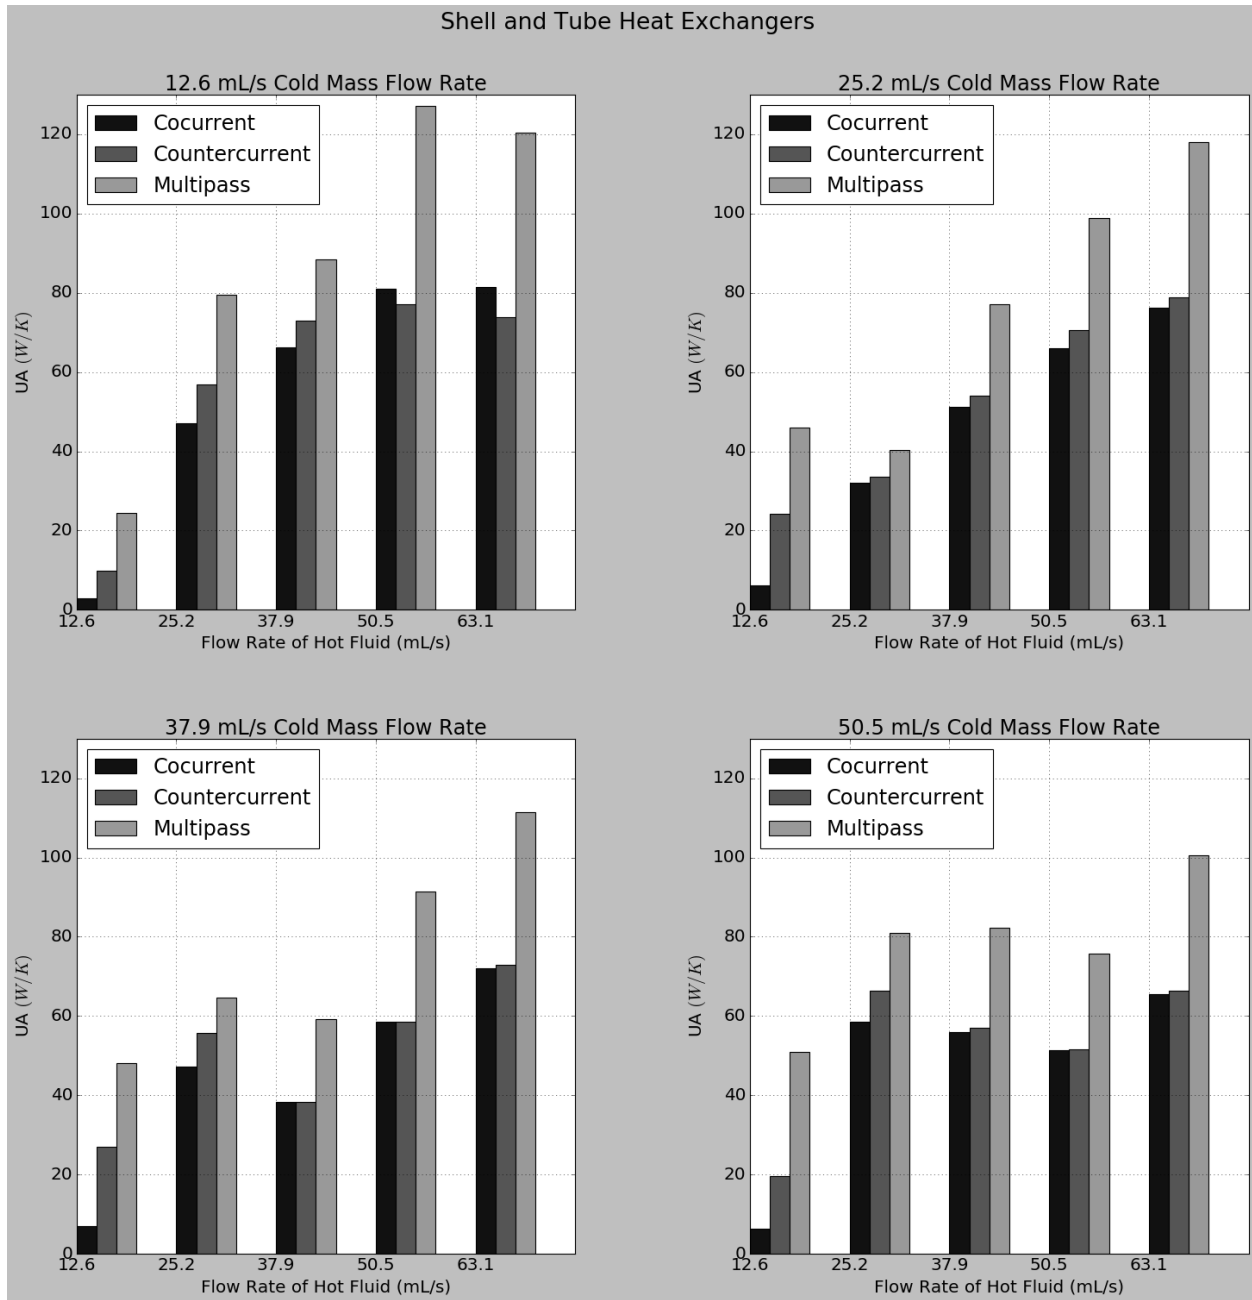 Shell and Tube Heat Exchangers
12.6 mL/s Cold Mass Flow Rate
Cocurrent
Countercurrent
Multipass
UA (W/K)
120
100
80
60
40
20
0
12.6 25.2 37.9 50.5 63.1
Flow Rate of Hot Fluid (mL/s)
25.2 mL/s Cold Mass Flow Rate
Cocurrent
Countercurrent
Multipass
UA (W/K)
120
100
80
60
40
20
0
12.6 25.2 37.9 50.5 63.1
Flow Rate of Hot Fluid (mL/s)
37.9 mL/s Cold Mass Flow Rate
Cocurrent
Countercurrent
Multipass
UA (W/K)
120
100
80
60
40
20
0
12.6 25.2 37.9 50.5 63.1
Flow Rate of Hot Fluid (mL/s)
50.5 mL/s Cold Mass Flow Rate
Cocurrent
Countercurrent
Multipass
UA (W/K)
120
100
80
60
40
20
0
12.6 25.2 37.9 50.5 63.1
Flow Rate of Hot Fluid (mL/s)